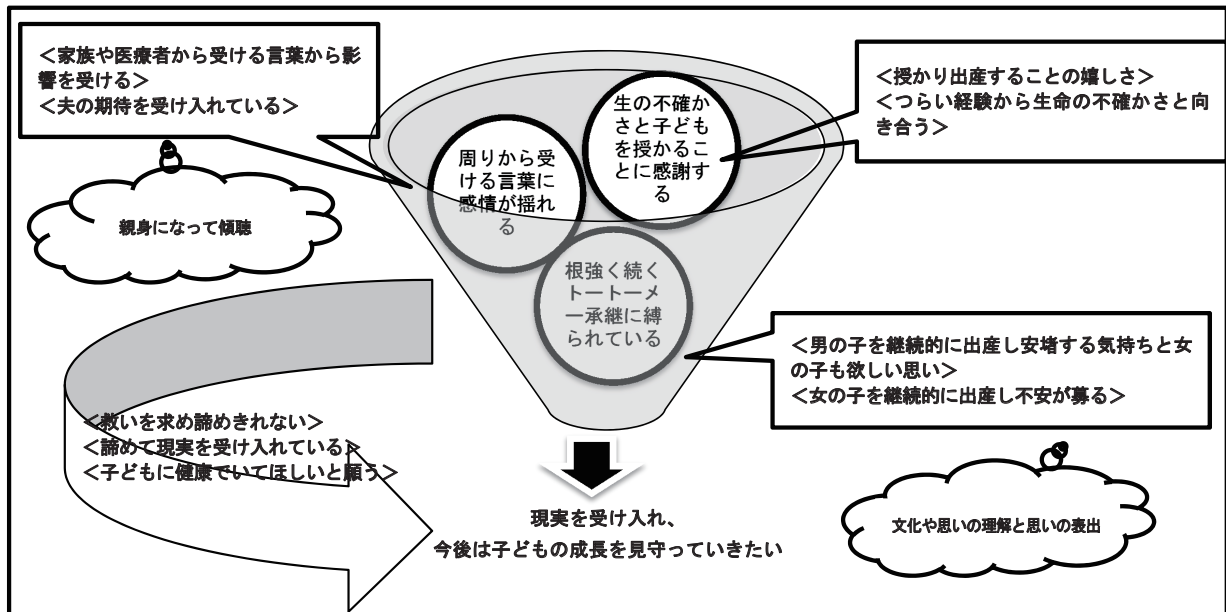 ＜家族や医療者から受ける言葉から影
響を受ける＞
＜夫の期待を受け入れている＞
親身になって傾聴
周りから受
ける言葉に
感情が揺れ
る
生の不確か
さと子ども
を授かるこ
とに感謝す
る
根強く続く
トートーメ
ー承継に縛
られている
＜授かり出産することの嬉しさ＞
＜つらい経験から生命の不確かさと向
き合う＞
＜男の子を継続的に出産し安堵する気持ちと女
の子も欲しい思い＞
＜女の子を継続的に出産し不安が募る＞
＜救いを求め諦めきれない＞
＜諦めて現実を受け入れている＞
＜子どもに健康でいてほしいと願う＞
現実を受け入れ、
今後は子どもの成長を見守っていきたい
文化や思いの理解と思いの表出